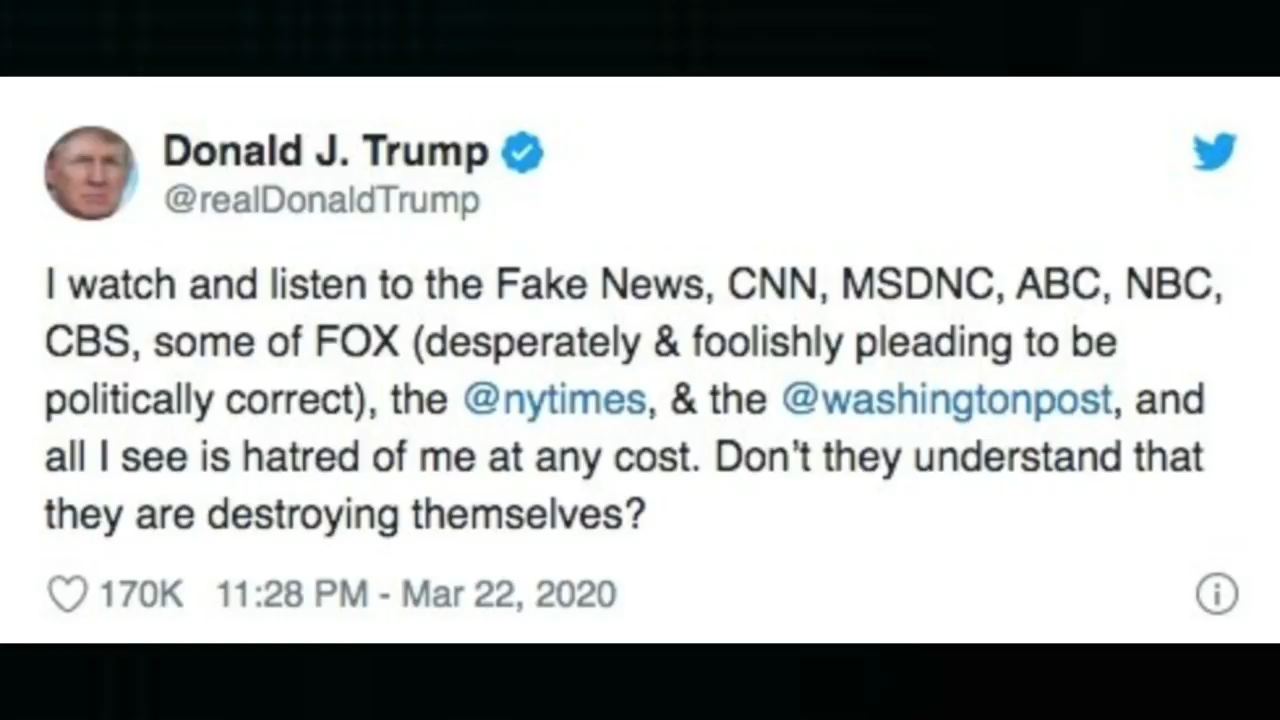 Donald J. Trump
@realDonaldTrump
I watch and listen to the Fake News, CNN, MSDNC, ABC, NBC,
CBS, some of FOX (desperately & foolishly pleading to be
politically correct), the @nytimes, & the @washingtonpost, and
all I see is hatred of me at any cost. Don't they understand that
they are destroying themselves?
170K 11:28 PM - Mar 22, 2020